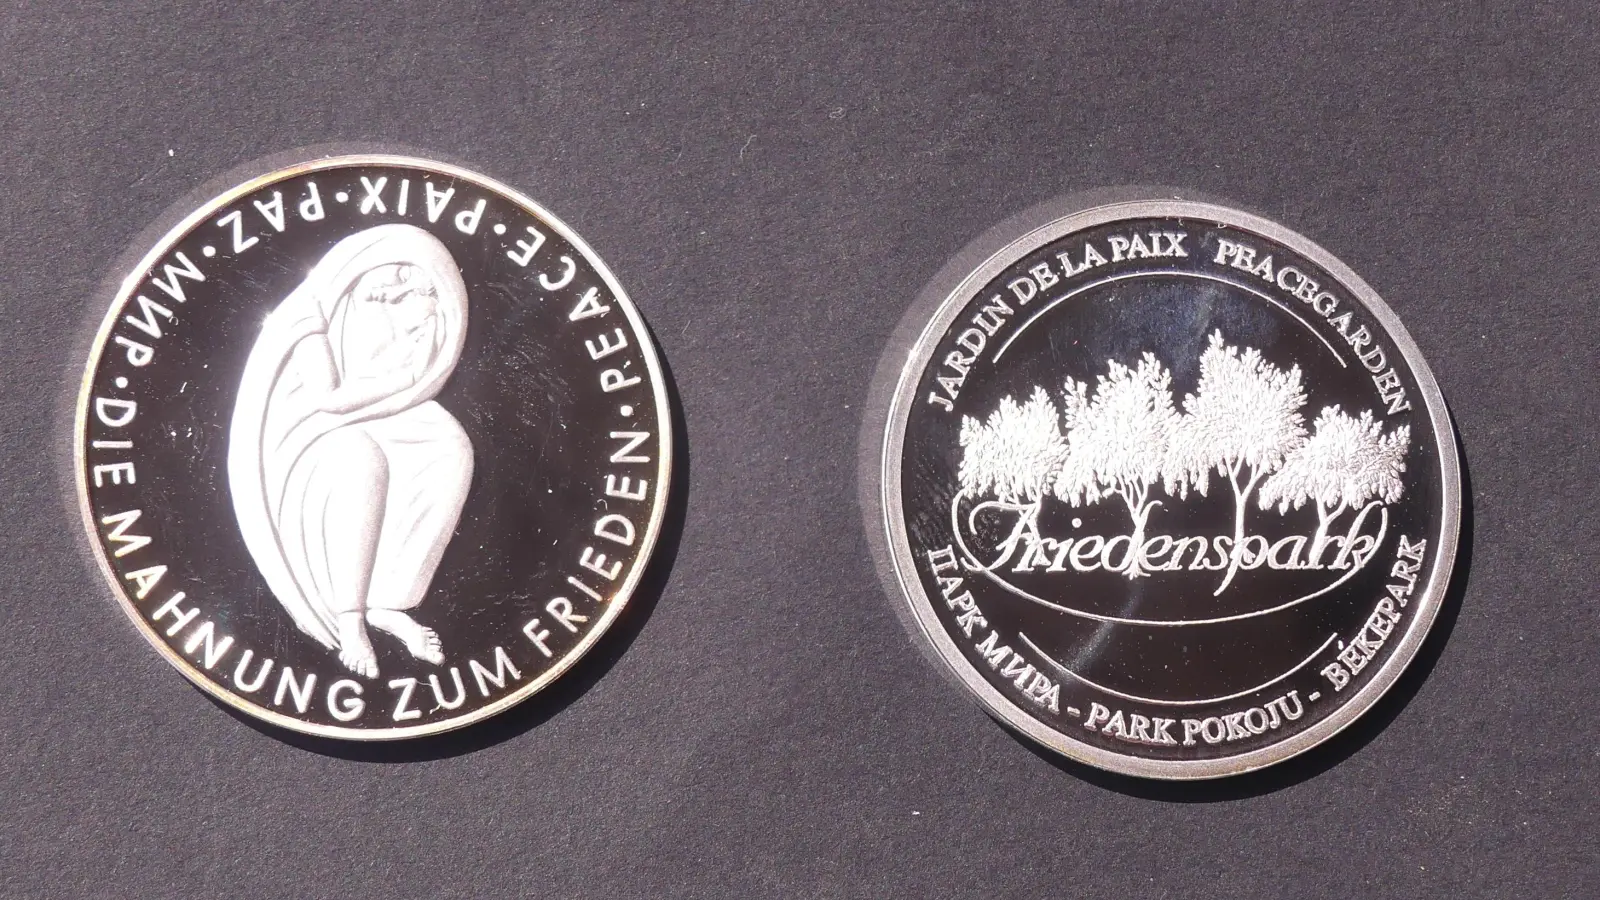 DIE MAHNUNG ZUM FRIEDEN · PEACE · PAIX · PAZ · МИР ·
JARDIN DE LA PAIX PEACEGARDEN
Friedenspark
ПАРК МИРА - PARK POKOJU - BÉKEPARK